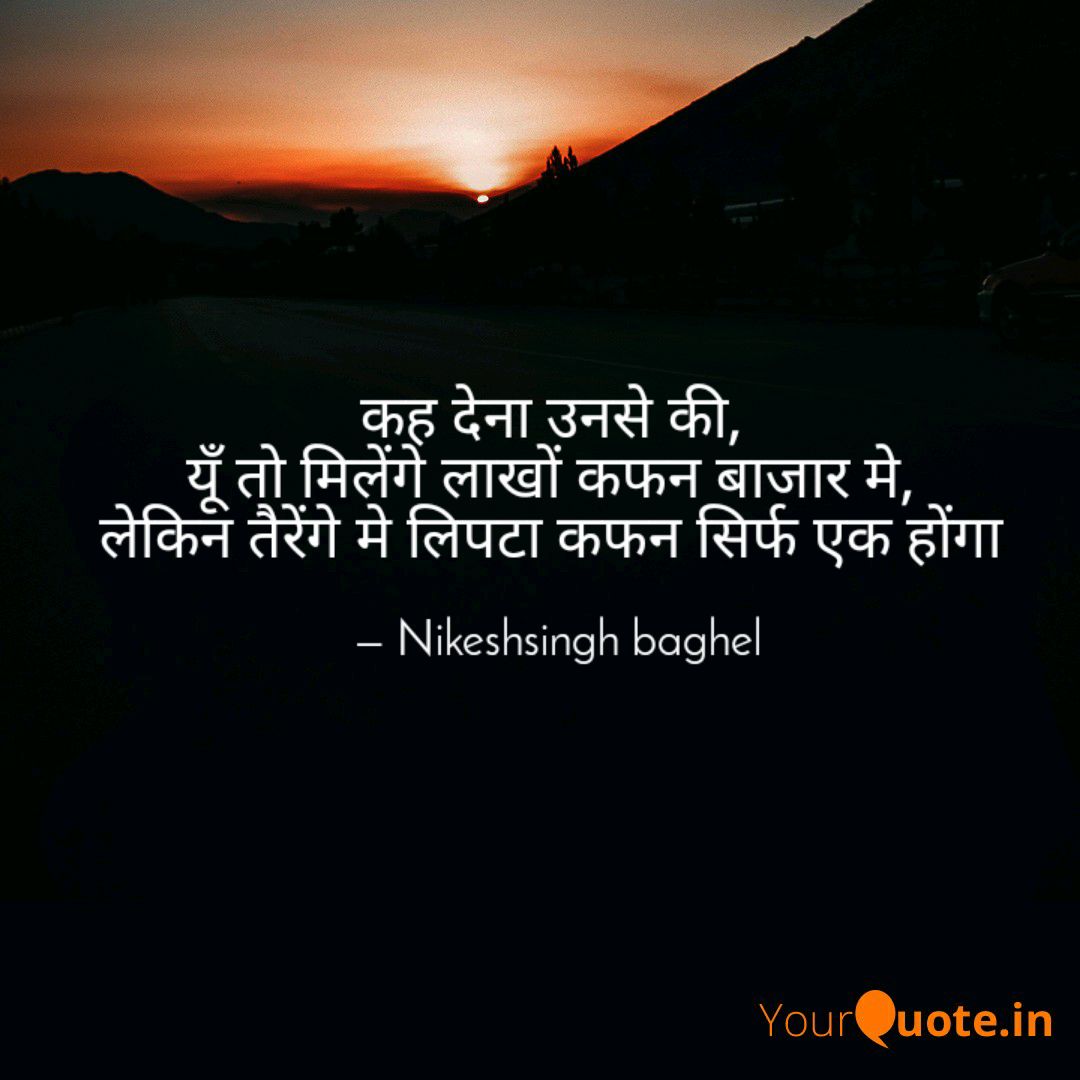 कह देना उनसे की,
यूँ तो मिलेंगे लाखों कफन बाजार मे,
लेकिन तैरेंगे मे लिपटा कफन सिर्फ एक होंगा
– Nikeshsingh baghel
YourQuote.in